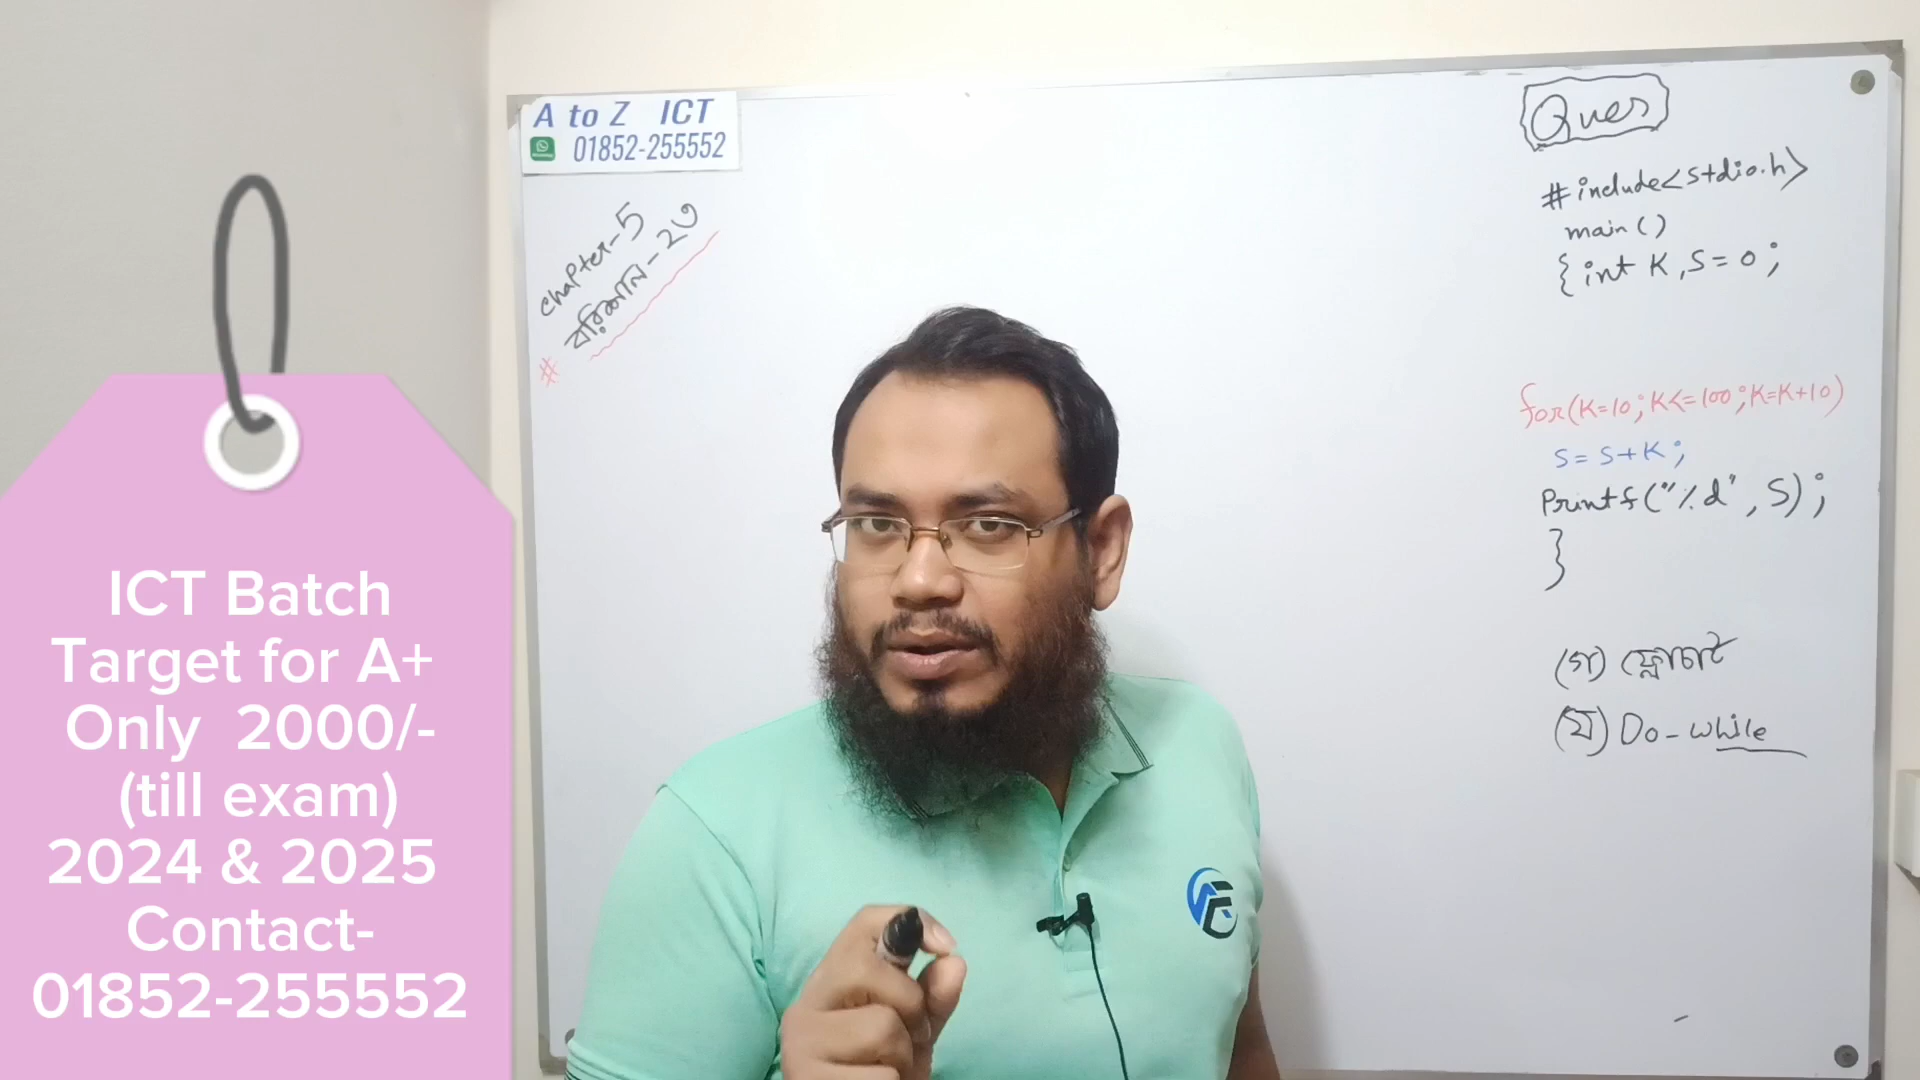 A to Z ICT
01852-255552
chapter-5
বরিশাল-২৩
#
Ques
#include<stdio.h>
main()
{int K,S=0;
for(K=10;K<=100;K=K+10)
S=S+K;
Printf("%d",S);
}
(গ) ফ্লোচার্ট
(ঘ) Do-while
ICT Batch
Target for A+
Only 2000/-
(till exam)
2024 & 2025
Contact-
01852-255552